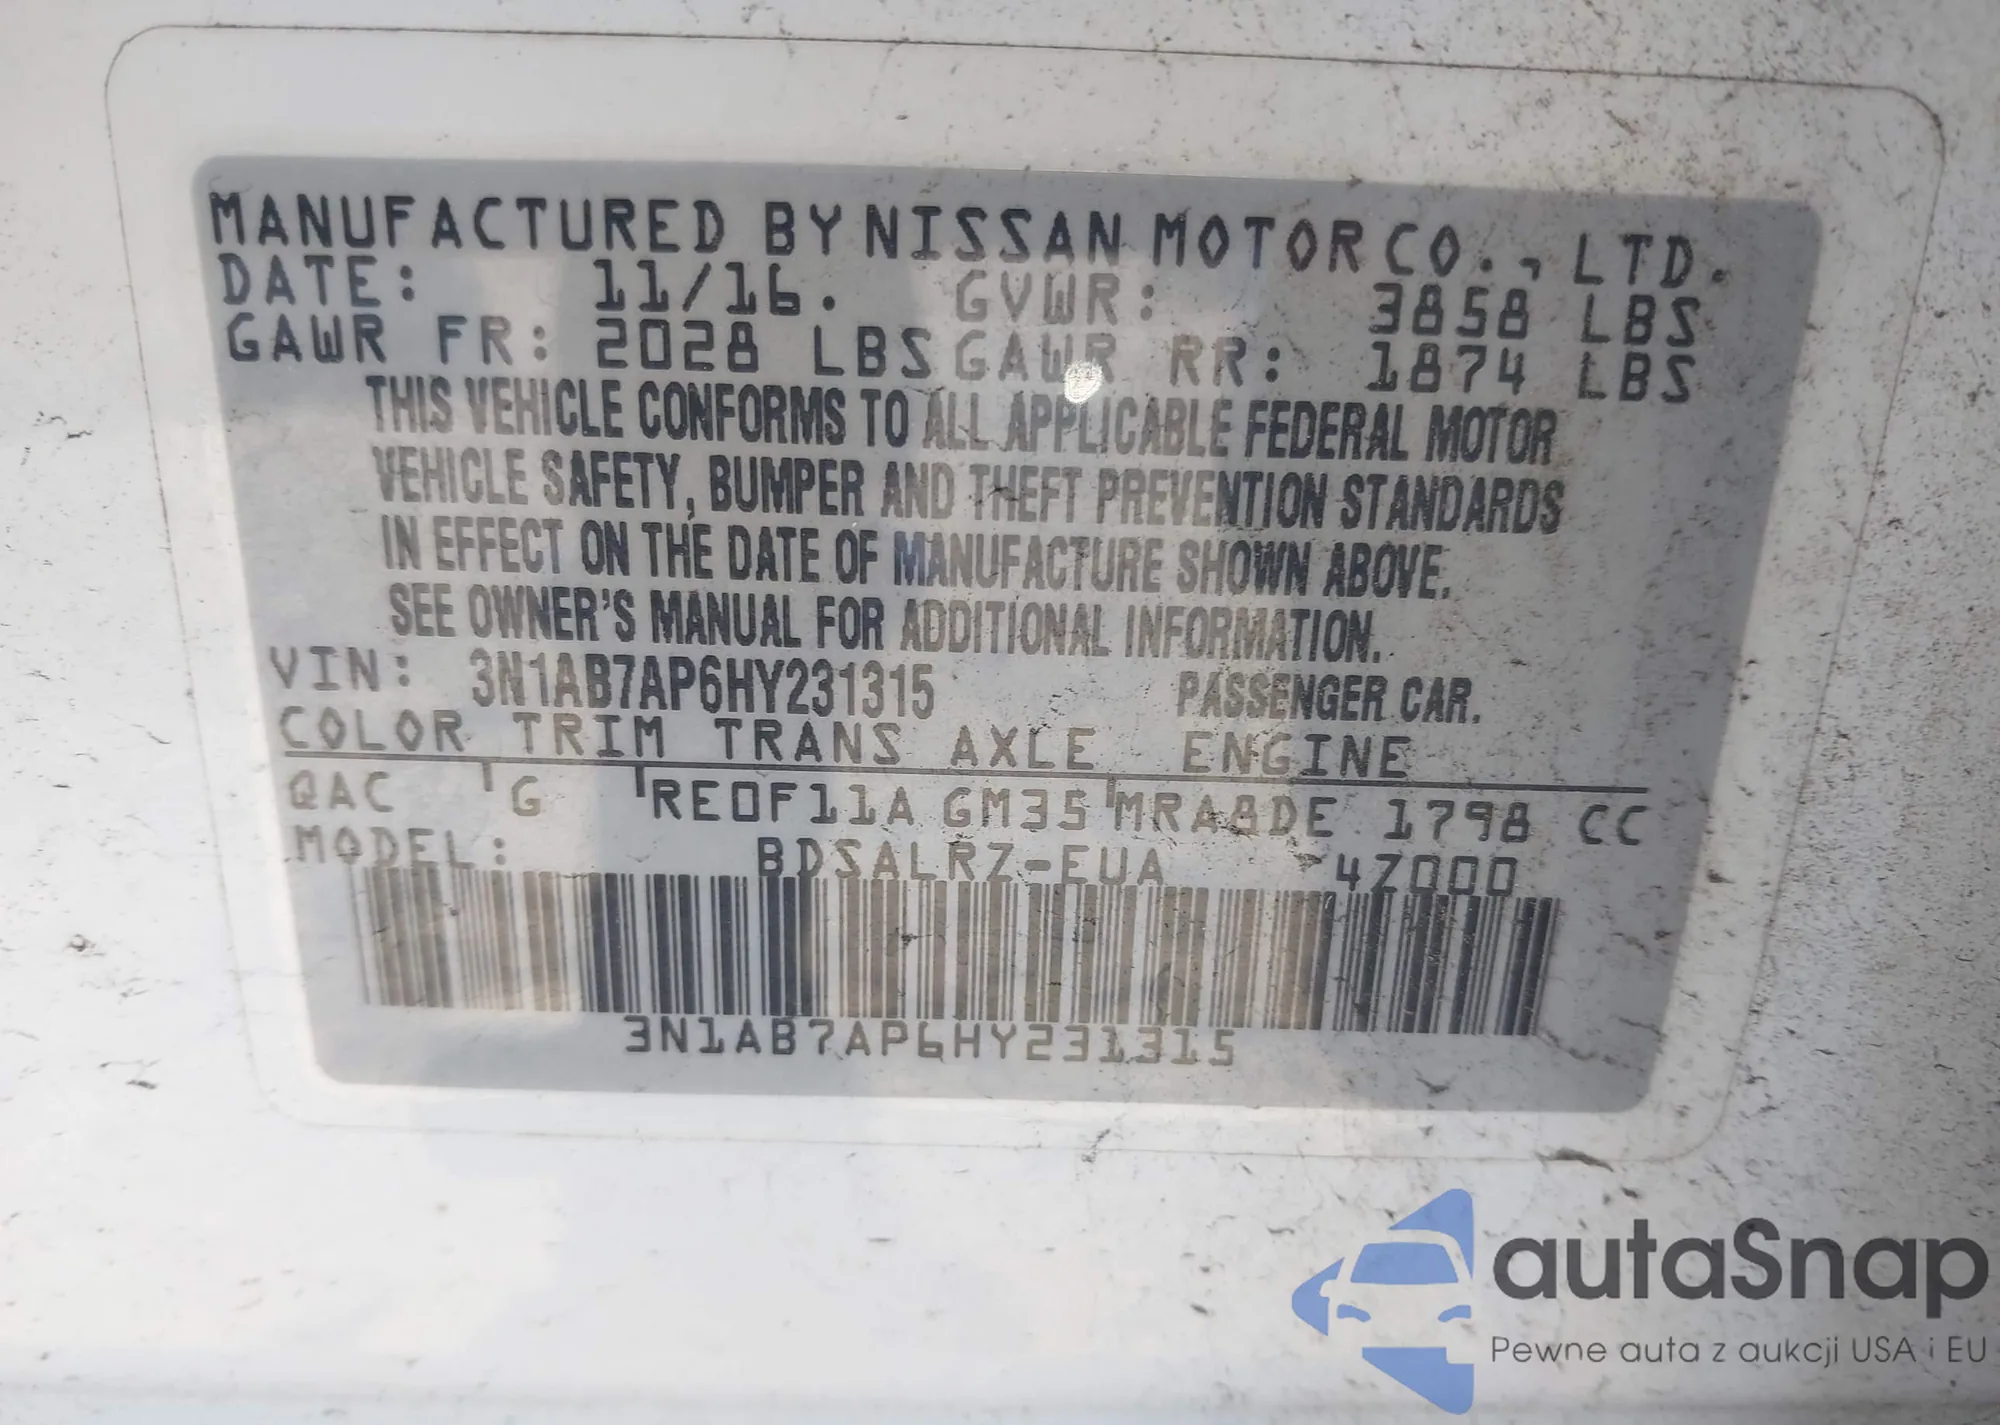 MANUFACTURED BY NISSAN MOTOR CO., LTD.
DATE: 11/16. GVWR: 3858 LBS
GAWR FR: 2028 LBS GAWR RR: 1874 LBS
THIS VEHICLE CONFORMS TO ALL APPLICABLE FEDERAL MOTOR
VEHICLE SAFETY, BUMPER AND THEFT PREVENTION STANDARDS
IN EFFECT ON THE DATE OF MANUFACTURE SHOWN ABOVE.
SEE OWNER'S MANUAL FOR ADDITIONAL INFORMATION.
VIN: 3N1AB7AP6HY231315 PASSENGER CAR.
COLOR TRIM TRANS AXLE ENGINE
QAC G RE0F11A GM35 MRA8DE 1798 CC
MODEL: BDSALRZ-EUA -4Z000
3N1AB7AP6HY231315
autaSnap
Pewne auta z aukcji USA i EU